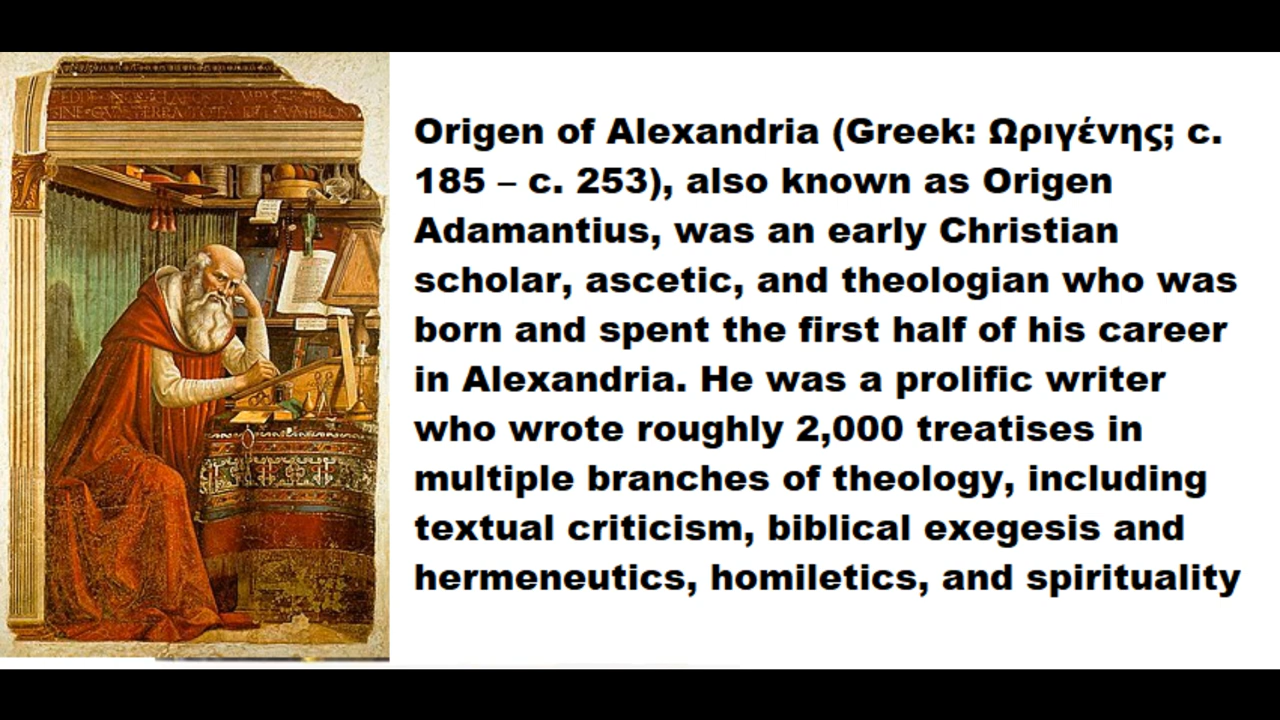 Origen of Alexandria (Greek: Ωριγένης; c.
185 – c. 253), also known as Origen
Adamantius, was an early Christian
scholar, ascetic, and theologian who was
born and spent the first half of his career
in Alexandria. He was a prolific writer
who wrote roughly 2,000 treatises in
multiple branches of theology, including
textual criticism, biblical exegesis and
hermeneutics, homiletics, and spirituality